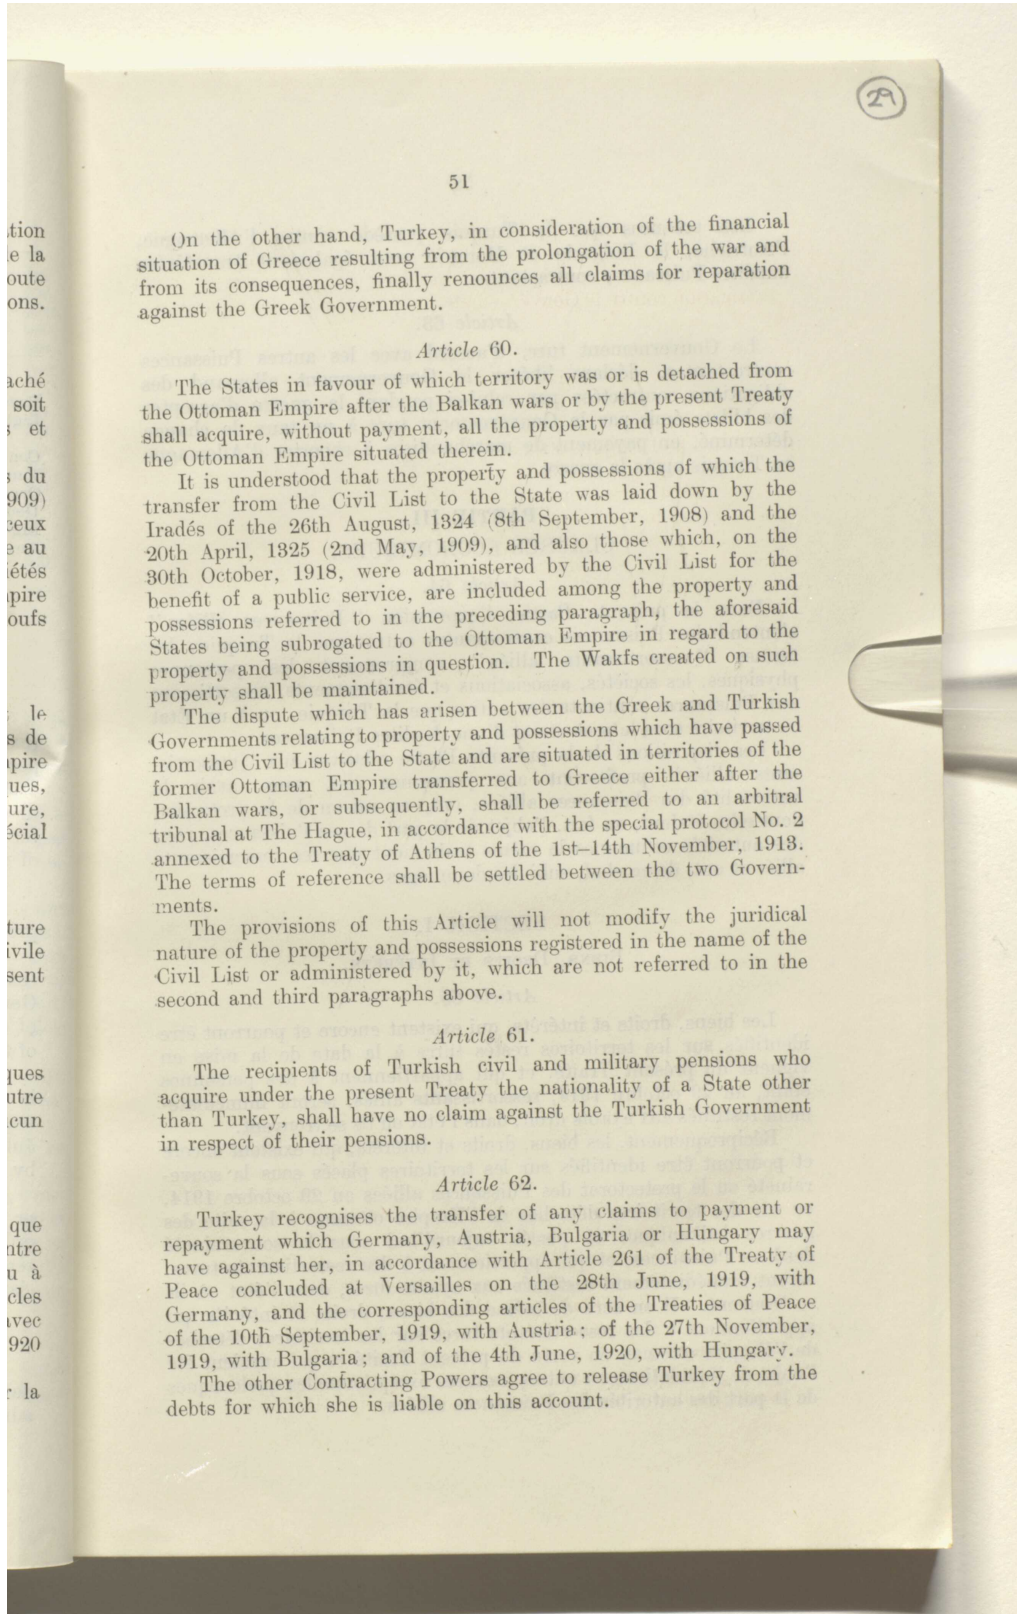 29
51
On the other hand, Turkey, in consideration of the financial
situation of Greece resulting from the prolongation of the war and
from its consequences, finally renounces all claims for reparation
against the Greek Government.
Article 60.
The States in favour of which territory was or is detached from
the Ottoman Empire after the Balkan wars or by the present Treaty
shall acquire, without payment, all the property and possessions of
the Ottoman Empire situated therein.
It is understood that the property and possessions of which the
transfer from the Civil List to the State was laid down by the
Iradés of the 26th August, 1324 (8th September, 1908) and the
20th April, 1325 (2nd May, 1909), and also those which, on the
30th October, 1918, were administered by the Civil List for the
benefit of a public service, are included among the property and
possessions referred to in the preceding paragraph, the aforesaid
States being subrogated to the Ottoman Empire in regard to the
property and possessions in question. The Wakfs created on such
property shall be maintained.
The dispute which has arisen between the Greek and Turkish
Governments relating to property and possessions which have passed
from the Civil List to the State and are situated in territories of the
former Ottoman Empire transferred to Greece either after the
Balkan wars, or subsequently, shall be referred to an arbitral
tribunal at The Hague, in accordance with the special protocol No. 2
annexed to the Treaty of Athens of the 1st–14th November, 1913.
The terms of reference shall be settled between the two Govern-
ments.
The provisions of this Article will not modify the juridical
nature of the property and possessions registered in the name of the
Civil List or administered by it, which are not referred to in the
second and third paragraphs above.
Article 61.
The recipients of Turkish civil and military pensions who
acquire under the present Treaty the nationality of a State other
than Turkey, shall have no claim against the Turkish Government
in respect of their pensions.
Article 62.
Turkey recognises the transfer of any claims to payment or
repayment which Germany, Austria, Bulgaria or Hungary may
have against her, in accordance with Article 261 of the Treaty of
Peace concluded at Versailles on the 28th June, 1919, with
Germany, and the corresponding articles of the Treaties of Peace
of the 10th September, 1919, with Austria; of the 27th November,
1919, with Bulgaria; and of the 4th June, 1920, with Hungary.
The other Contracting Powers agree to release Turkey from the
debts for which she is liable on this account.